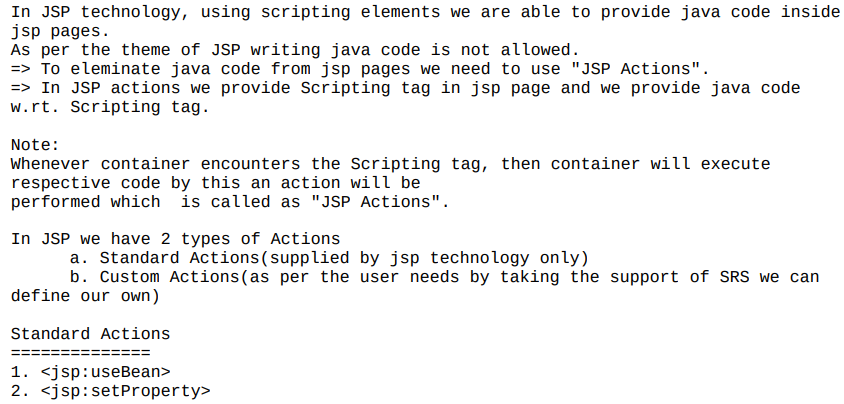 In JSP technology, using scripting elements we are able to provide java code inside
jsp pages.
As per the theme of JSP writing java code is not allowed.
=> To eleminate java code from jsp pages we need to use "JSP Actions".
=> In JSP actions we provide Scripting tag in jsp page and we provide java code
w.rt. Scripting tag.

Note:
Whenever container encounters the Scripting tag, then container will execute
respective code by this an action will be
performed which  is called as "JSP Actions".

In JSP we have 2 types of Actions
      a. Standard Actions(supplied by jsp technology only)
      b. Custom Actions(as per the user needs by taking the support of SRS we can
define our own)

Standard Actions
==============
1. <jsp:useBean>
2. <jsp:setProperty>